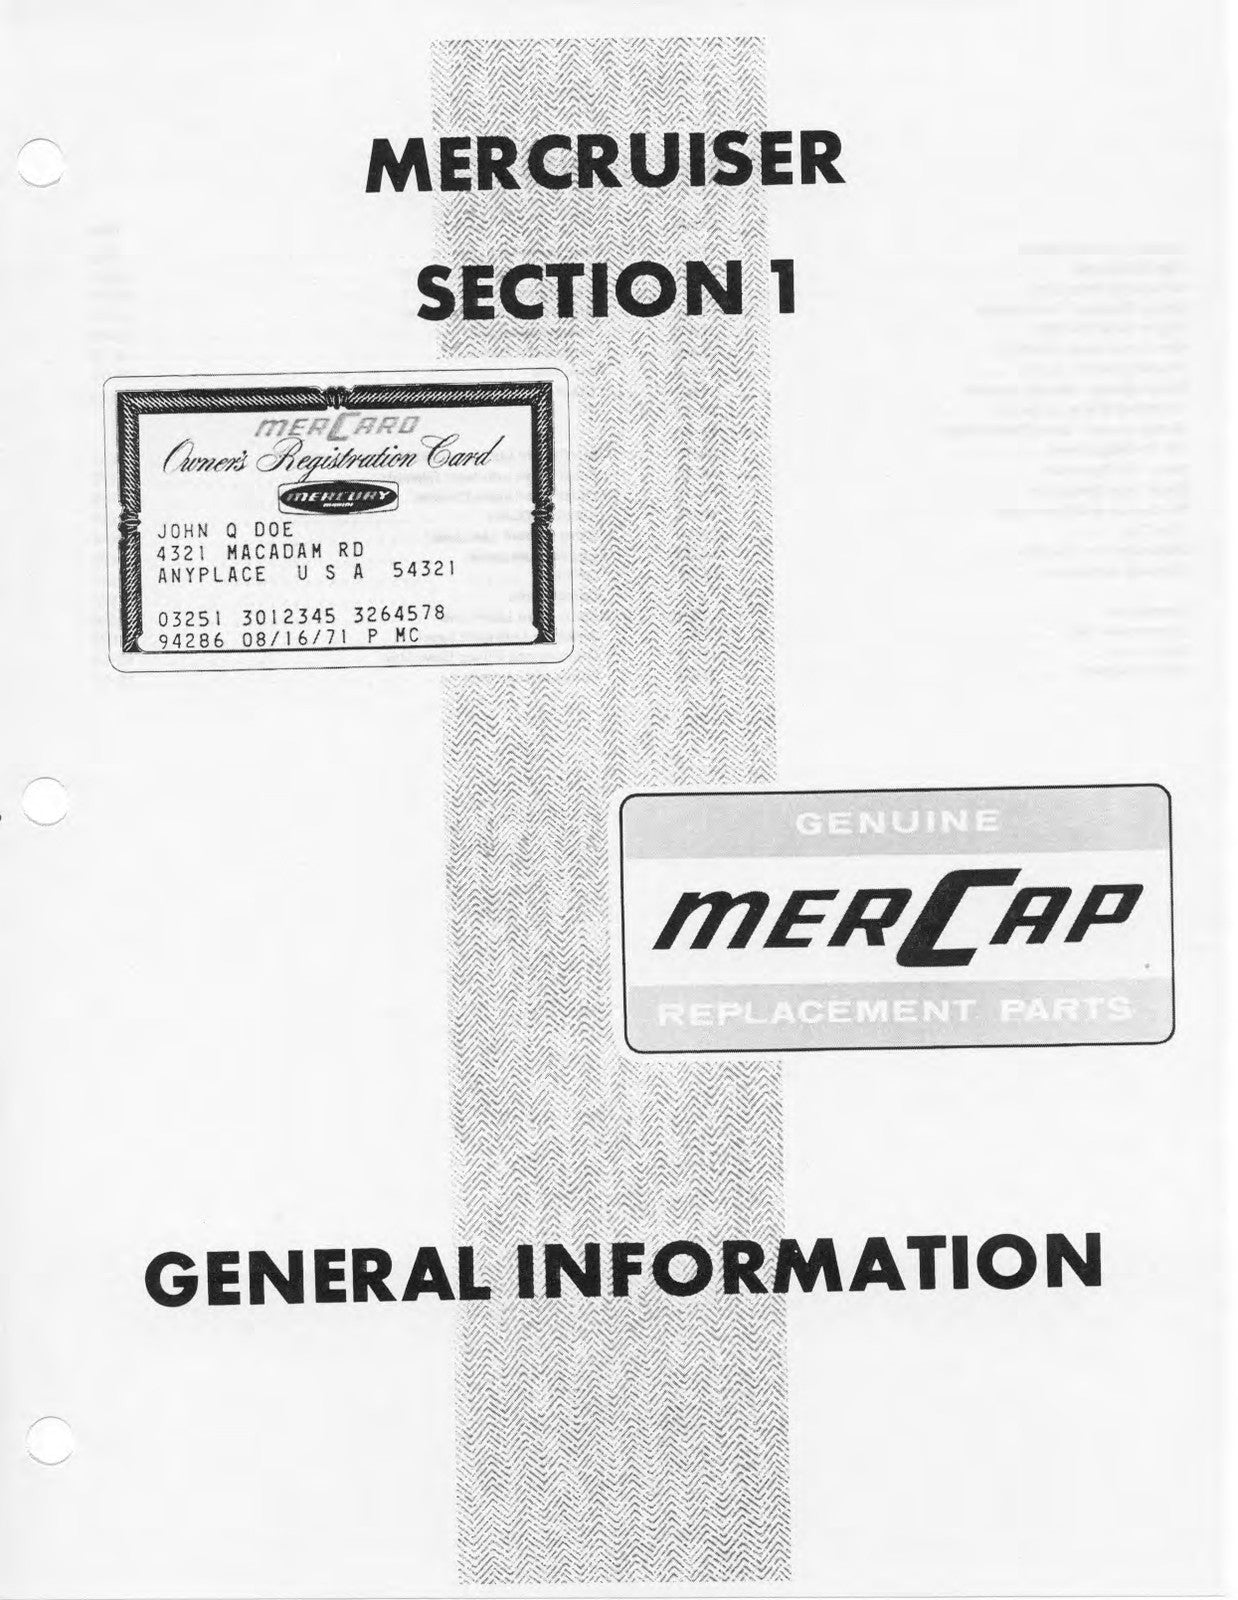 MERCRUISER
SECTION 1
MERCARD
Owner's Registration Card
MERCURY
MARINE
JOHN Q DOE
4321 MACADAM RD
ANYPLACE U S A 54321
03251 3012345 3264578
94286 08/16/71 P MC
GENUINE
MERCAP
REPLACEMENT PARTS
GENERAL INFORMATION